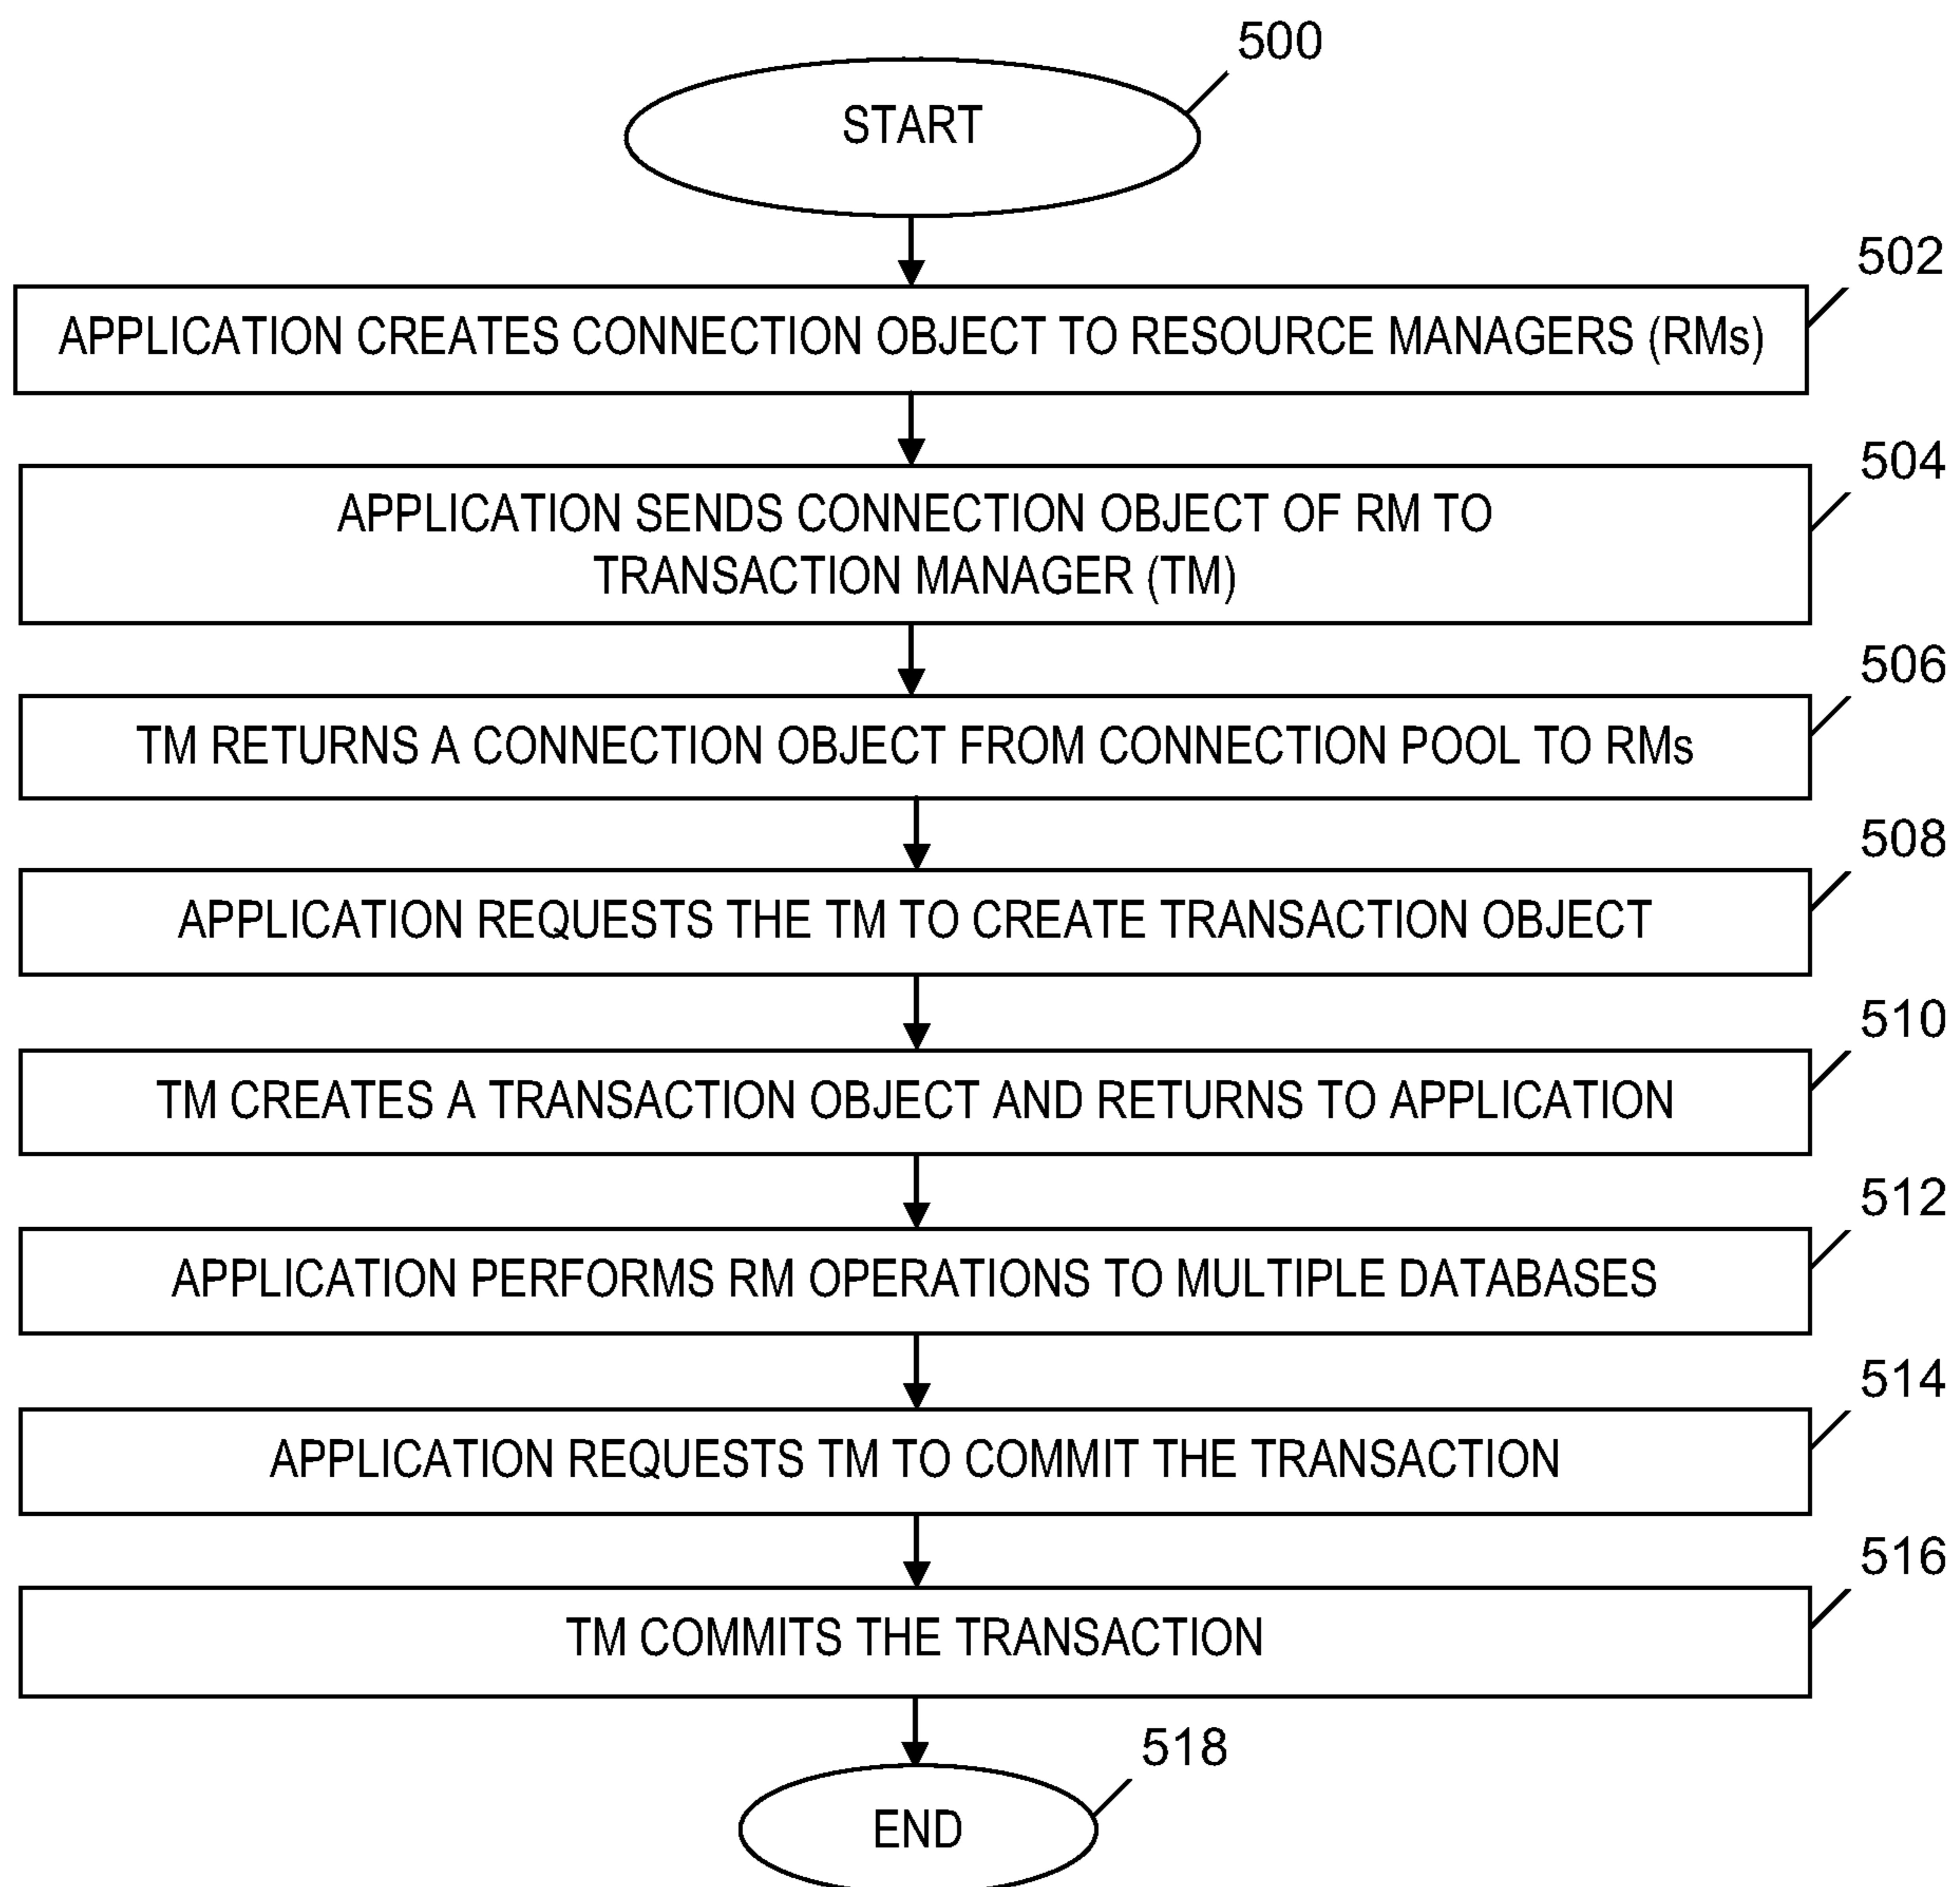 500
START
502
APPLICATION CREATES CONNECTION OBJECT TO RESOURCE MANAGERS (RMs)
504
APPLICATION SENDS CONNECTION OBJECT OF RM TO
TRANSACTION MANAGER (TM)
506
TM RETURNS A CONNECTION OBJECT FROM CONNECTION POOL TO RMs
508
APPLICATION REQUESTS THE TM TO CREATE TRANSACTION OBJECT
510
TM CREATES A TRANSACTION OBJECT AND RETURNS TO APPLICATION
512
APPLICATION PERFORMS RM OPERATIONS TO MULTIPLE DATABASES
514
APPLICATION REQUESTS TM TO COMMIT THE TRANSACTION
516
TM COMMITS THE TRANSACTION
518
END